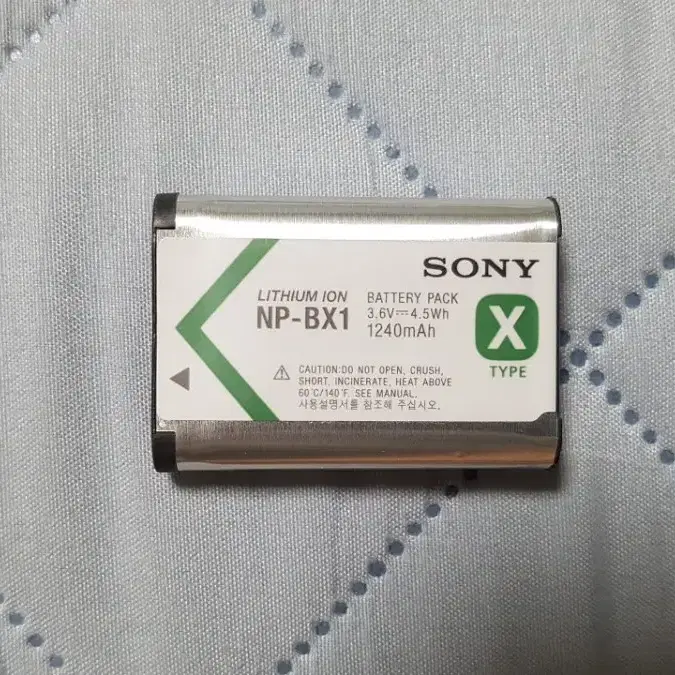 SONY
LITHIUM ION
NP-BX1
BATTERY PACK
3.6V⎓4.5Wh
1240mAh
X
TYPE
⚠ CAUTION:DO NOT OPEN, CRUSH,
SHORT, INCINERATE, HEAT ABOVE
60℃/140℉. SEE MANUAL.
사용설명서를 참조해 주십시오.